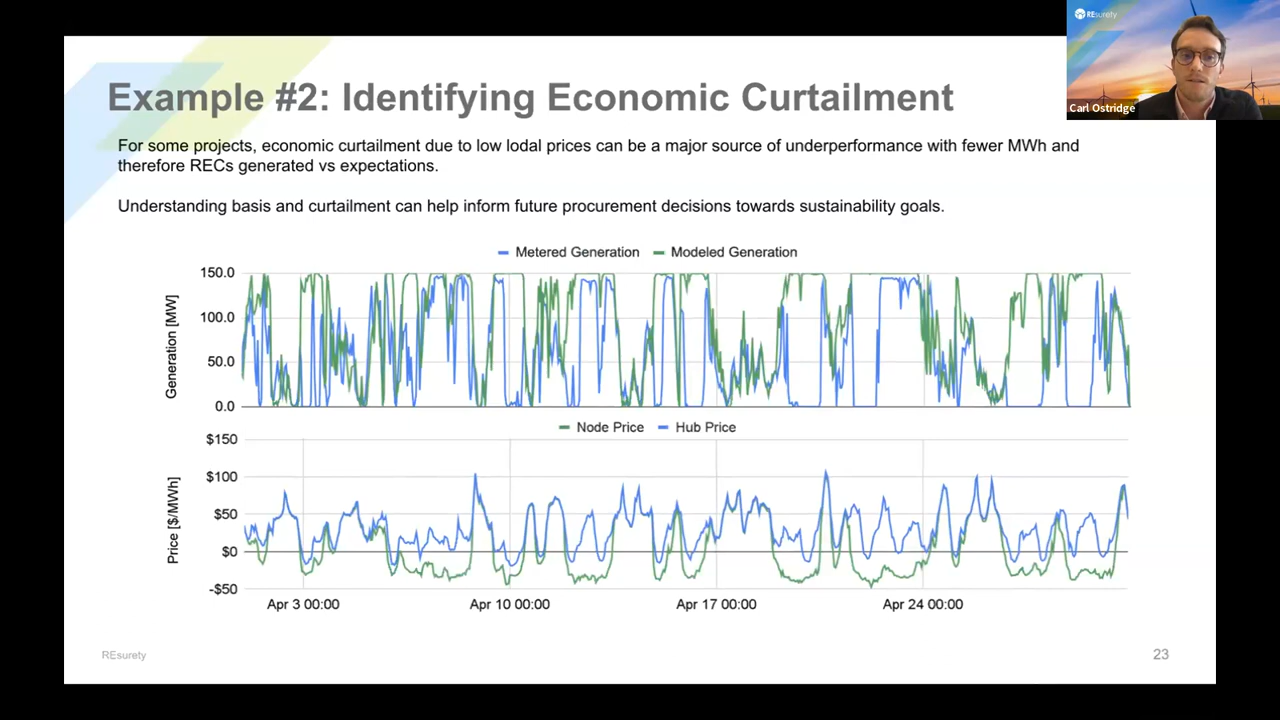 REsurety
Carl Ostridge
Example #2: Identifying Economic Curtailment
For some projects, economic curtailment due to low lodal prices can be a major source of underperformance with fewer MWh and
therefore RECs generated vs expectations.
Understanding basis and curtailment can help inform future procurement decisions towards sustainability goals.
Metered Generation Modeled Generation
Generation [MW]
150.0
100.0
50.0
0.0
Node Price Hub Price
Price [$/MWh]
$150
$100
$50
$0
-$50
Apr 3 00:00 Apr 10 00:00 Apr 17 00:00 Apr 24 00:00
REsurety 23